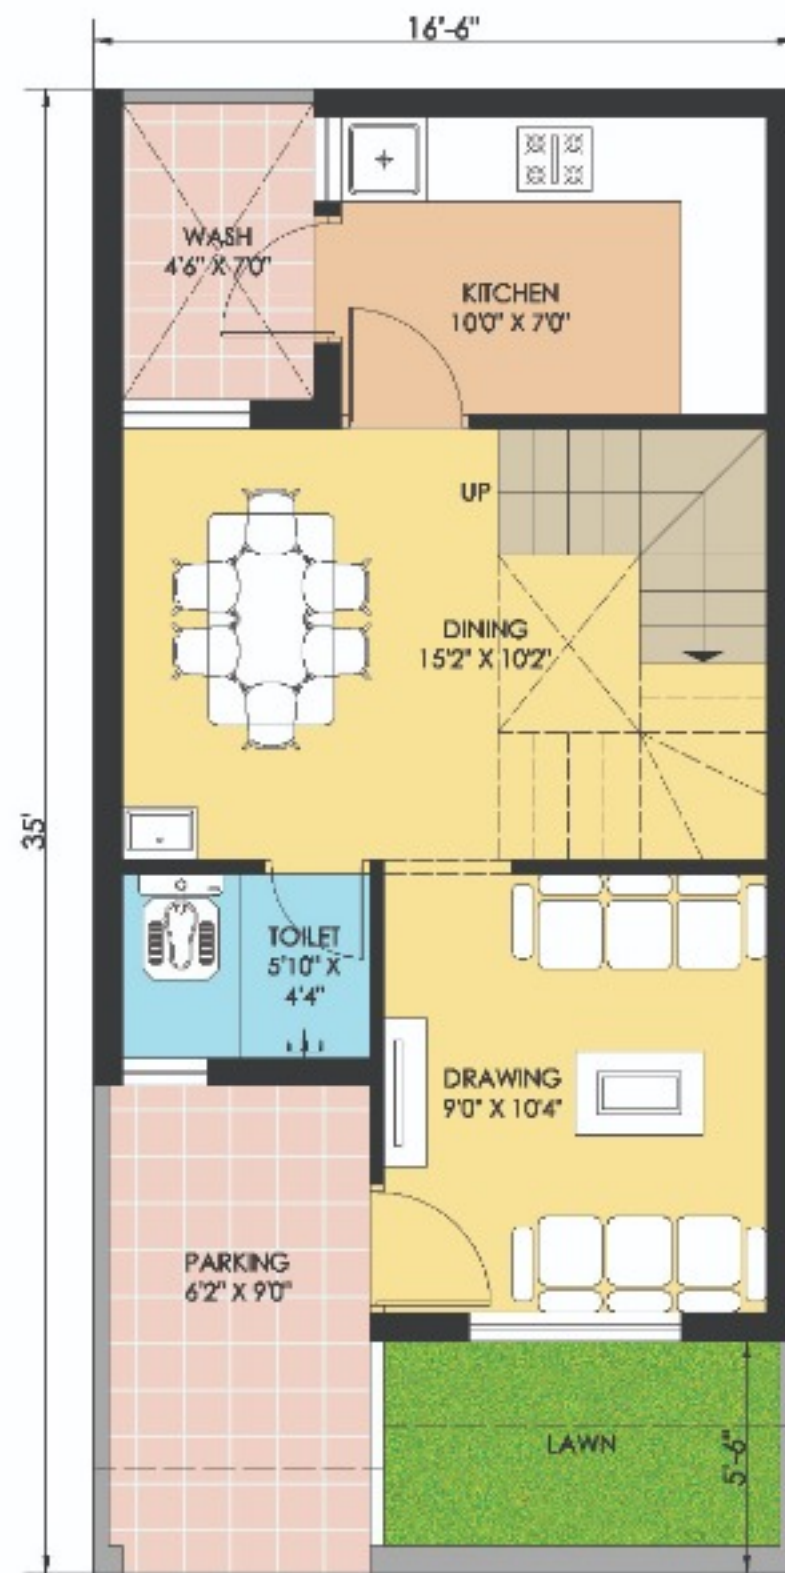 16'-6"
WASH
4'6" X 7'0"
KITCHEN
10'0" X 7'0"
UP
DINING
15'2" X 10'2"
35'
TOILET
5'10" X
4'4"
DRAWING
9'0" X 10'4"
PARKING
6'2" X 9'0"
LAWN
5'-6"